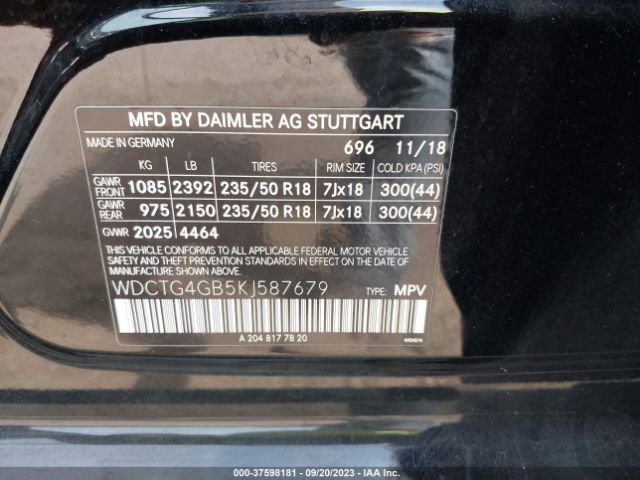 MFD BY DAIMLER AG STUTTGART
MADE IN GERMANY 696 11/18
KG LB TIRES RIM SIZE COLD KPA (PSI)
GAWR FRONT 1085 2392 235/50 R18 7Jx18 300(44)
GAWR REAR 975 2150 235/50 R18 7Jx18 300(44)
GVWR 2025 4464
THIS VEHICLE CONFORMS TO ALL APPLICABLE FEDERAL MOTOR VEHICLE
SAFETY AND THEFT PREVENTION STANDARDS IN EFFECT ON THE DATE OF
MANUFACTURE SHOWN ABOVE.
WDCTG4GB5KJ587679 TYPE: MPV
A 204 817 78 20
000-37598181 - 09/20/2023 - IAA Inc.